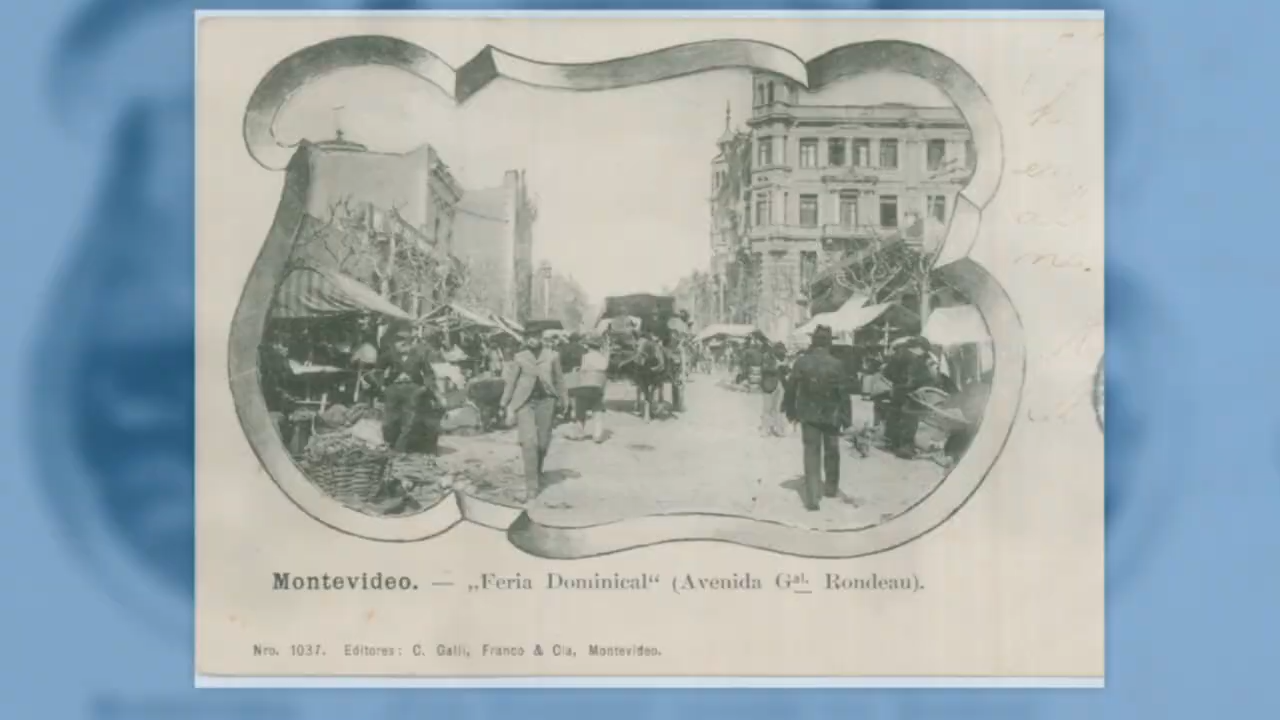 Montevideo. — „Feria Dominical“ (Avenida Gal. Rondeau).
Nro. 1037. Editores: C. Galli, Franco & Cia, Montevideo.